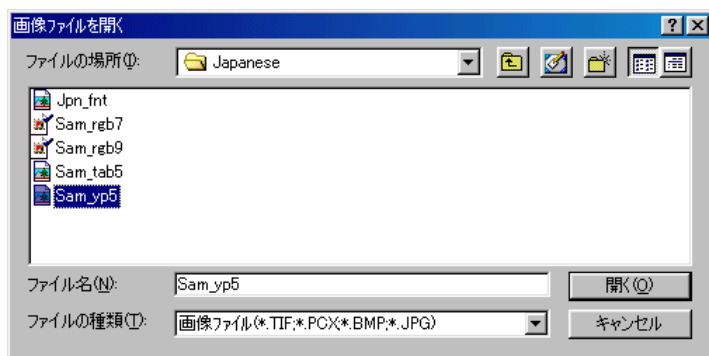 画像ファイルを開く
ファイルの場所(I): Japanese
Jpn_fnt
Sam_rgb7
Sam_rgb9
Sam_tab5
Sam_yp5
ファイル名(N): Sam_yp5 開く(O)
ファイルの種類(T): 画像ファイル(*.TIF;*.PCX;*.BMP;*.JPG) キャンセル